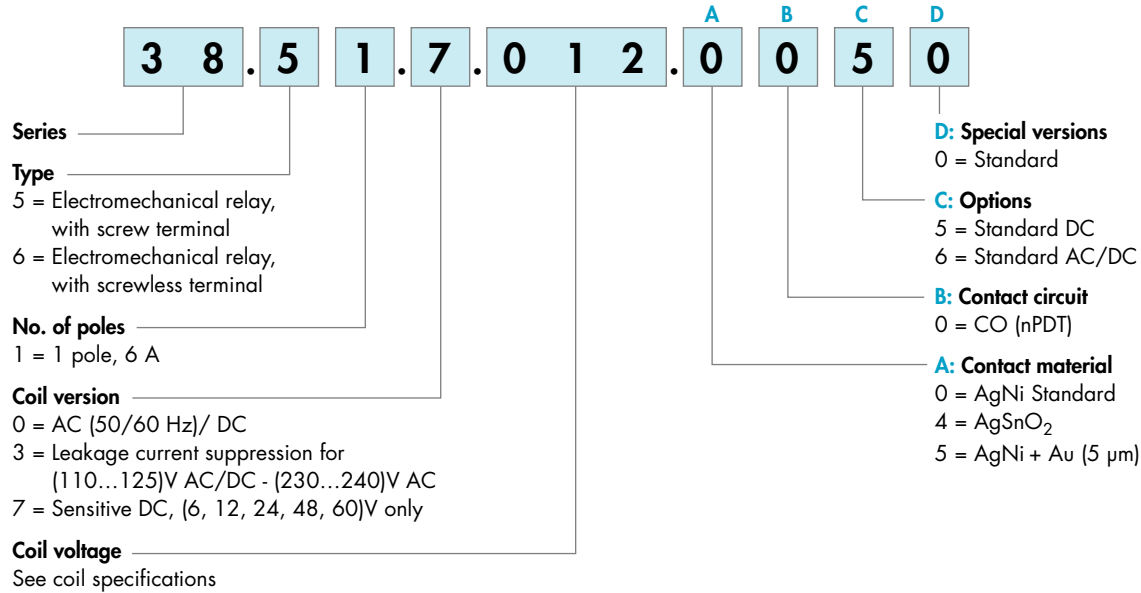 A B C D
3 8 . 5 1 . 7 . 0 1 2 . 0 0 5 0
Series
Type
5 = Electromechanical relay,
with screw terminal
6 = Electromechanical relay,
with screwless terminal
No. of poles
1 = 1 pole, 6 A
Coil version
0 = AC (50/60 Hz)/ DC
3 = Leakage current suppression for
(110...125)V AC/DC - (230...240)V AC
7 = Sensitive DC, (6, 12, 24, 48, 60)V only
Coil voltage
See coil specifications
D: Special versions
0 = Standard
C: Options
5 = Standard DC
6 = Standard AC/DC
B: Contact circuit
0 = CO (nPDT)
A: Contact material
0 = AgNi Standard
4 = AgSnO₂
5 = AgNi + Au (5 µm)